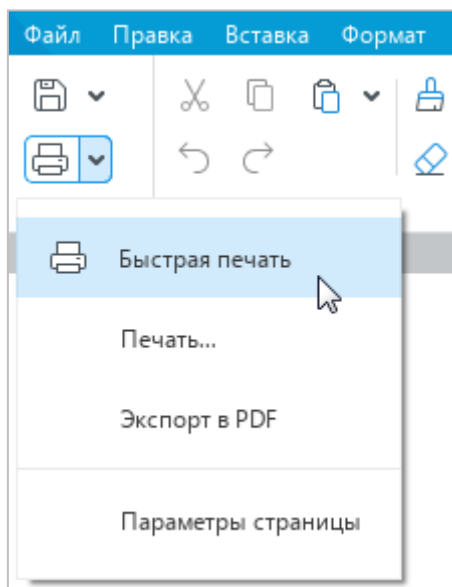 Файл Правка Вставка Формат
Быстрая печать
Печать...
Экспорт в PDF
Параметры страницы